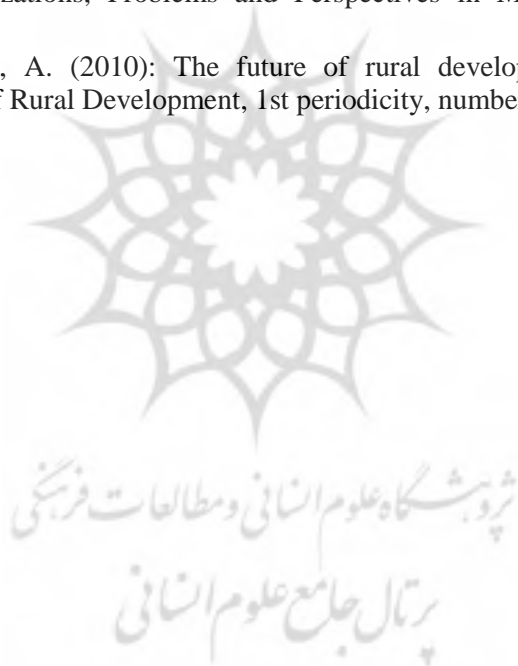 zations, Problems and Perspectives in M
, A. (2010): The future of rural develop
f Rural Development, 1st periodicity, number
پژوهشگاه علوم انسانی و مطالعات فرهنگی
پرتال جامع علوم انسانی